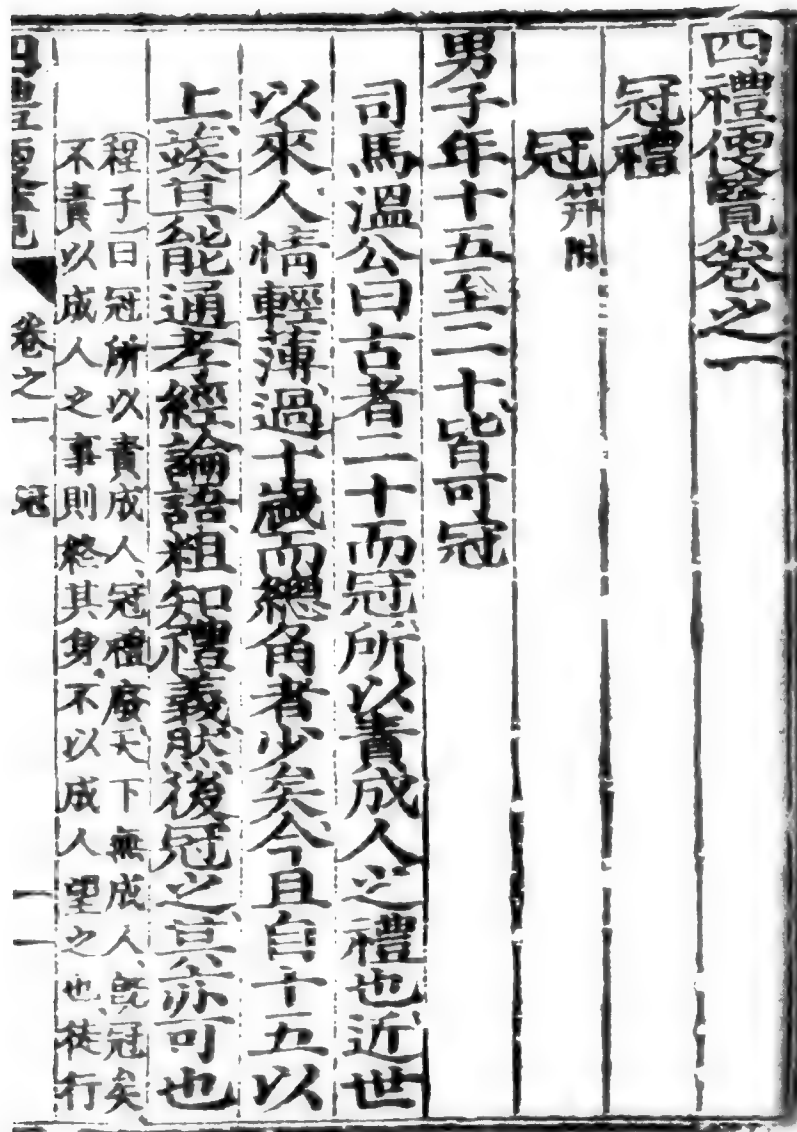 四禮便覽卷之一
冠禮
冠 笄附
男子年十五至二十皆可冠
司馬溫公曰古者二十而冠所以責成人之禮也近世
以來人情輕薄過十歲而總角者少矣今且自十五以
上俟其能通孝經論語粗知禮義然後冠之其亦可也
程子曰冠所以責成人冠禮廢天下無成人既冠矣
不責以成人之事則終其身不以成人望之也徒行
四禮便覽 卷之一 冠 一